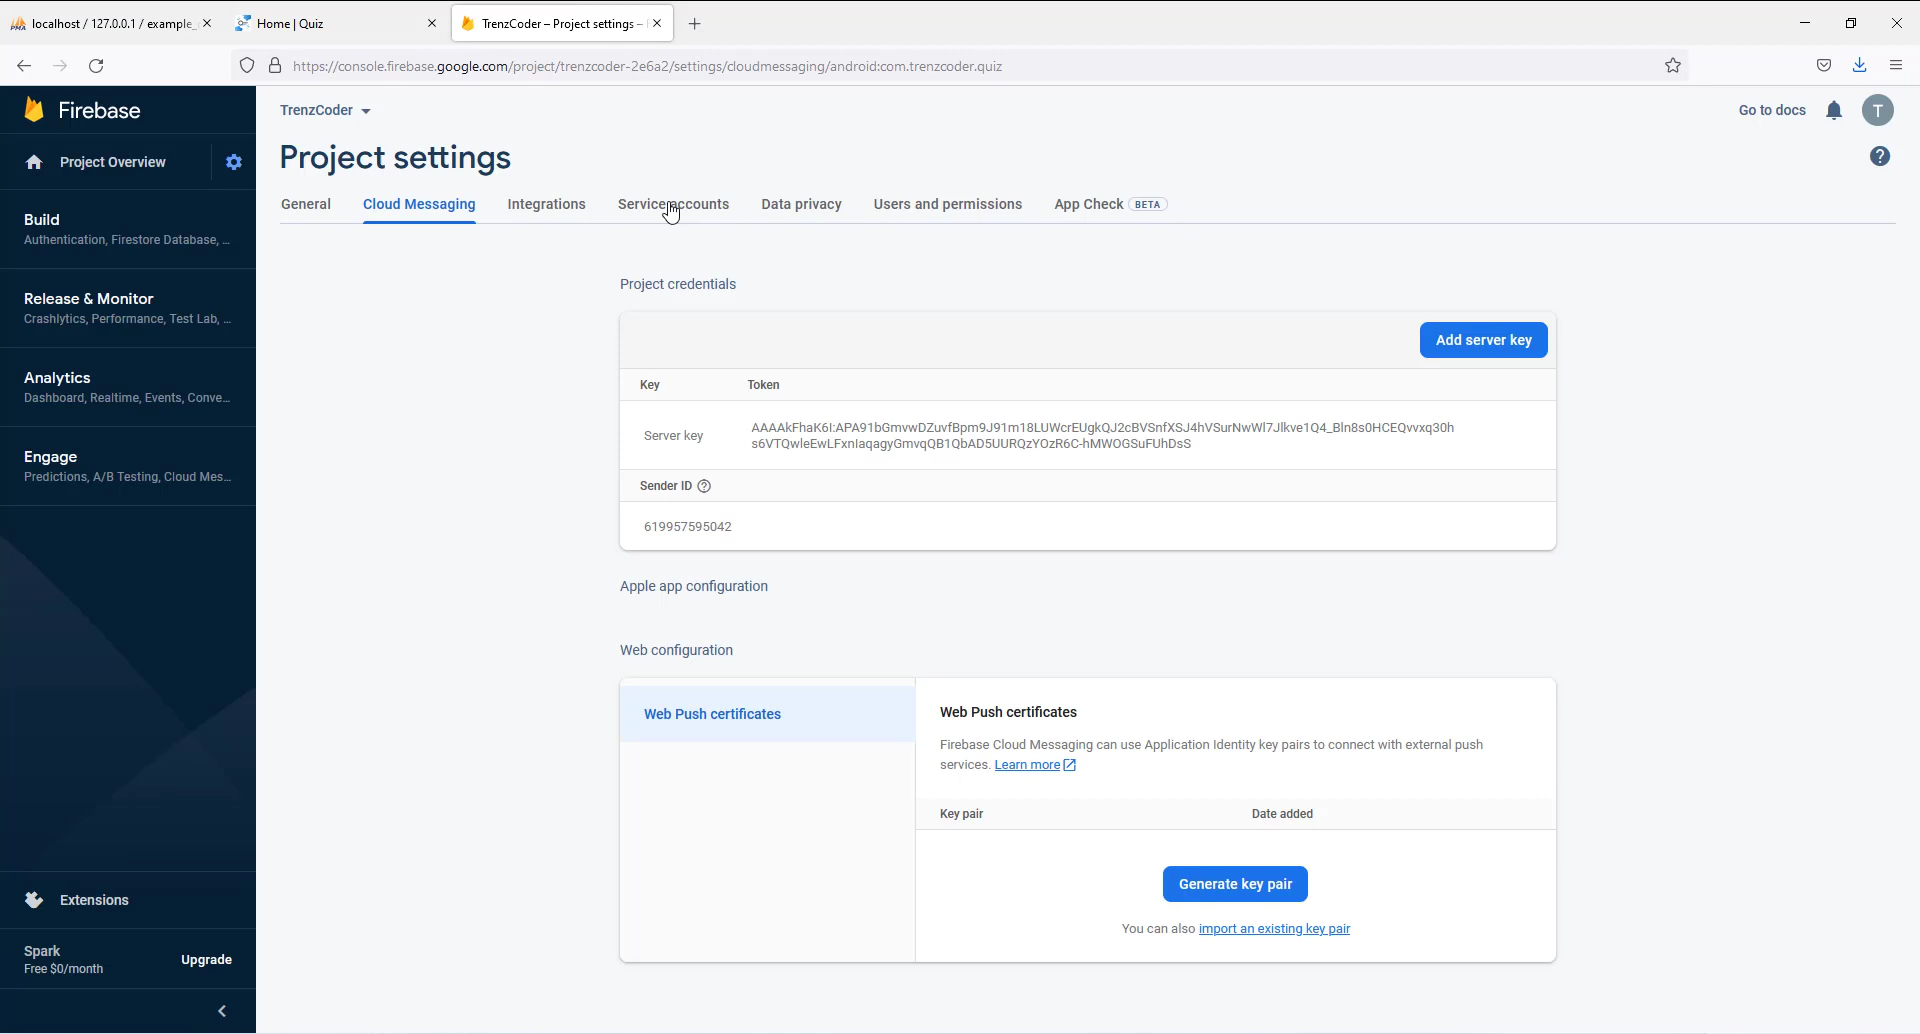 localhost / 127.0.0.1 / example_
Home | Quiz
TrenzCoder – Project settings –
https://console.firebase.google.com/project/trenzcoder-2e6a2/settings/cloudmessaging/android:com.trenzcoder.quiz
Firebase
TrenzCoder
Go to docs
T
Project Overview
Project settings
General
Cloud Messaging
Integrations
Service accounts
Data privacy
Users and permissions
App Check BETA
Build
Authentication, Firestore Database, ...
Release & Monitor
Crashlytics, Performance, Test Lab, ...
Analytics
Dashboard, Realtime, Events, Conve...
Engage
Predictions, A/B Testing, Cloud Mes...
Extensions
Spark
Free $0/month
Upgrade
Project credentials
Add server key
Key
Token
Server key
AAAAkFhaK6I:APA91bGmvwDZuvfBpm9J91m18LUWcrEUgkQJ2cBVSnfXSJ4hVSurNwWl7Jlkve1Q4_Bln8s0HCEQvvxq30h
s6VTQwleEwLFxnlaqagyGmvqQB1QbAD5UURQzYOzR6C-hMWOGSuFUhDsS
Sender ID
619957595042
Apple app configuration
Web configuration
Web Push certificates
Web Push certificates
Firebase Cloud Messaging can use Application Identity key pairs to connect with external push
services. Learn more
Key pair
Date added
Generate key pair
You can also import an existing key pair